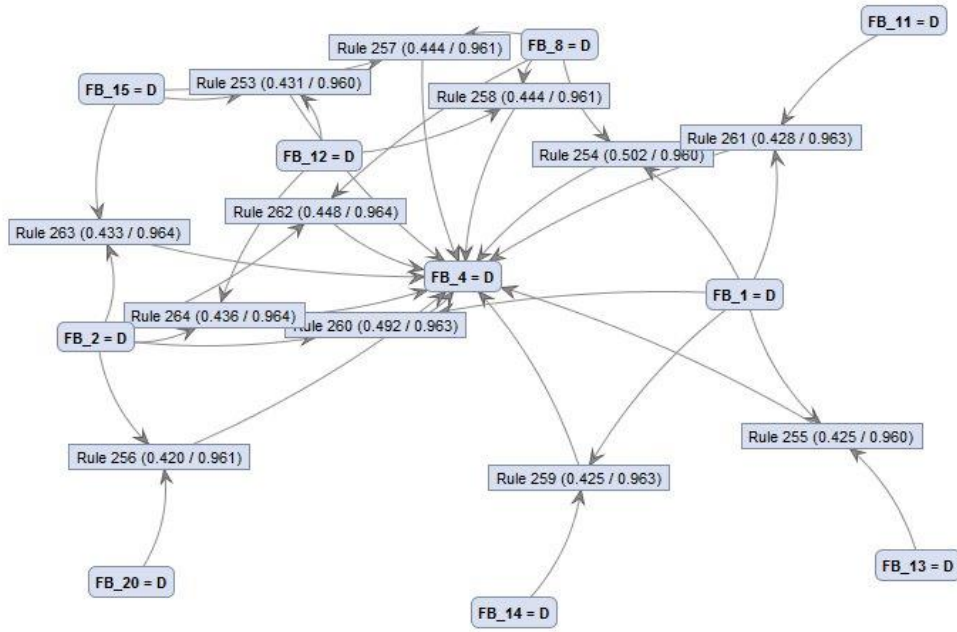 FB_11 = D
Rule 257 (0.444 / 0.961)
FB_8 = D
FB_15 = D
Rule 253 (0.431 / 0.960)
Rule 258 (0.444 / 0.961)
Rule 261 (0.428 / 0.963)
FB_12 = D
Rule 254 (0.502 / 0.960)
Rule 262 (0.448 / 0.964)
Rule 263 (0.433 / 0.964)
FB_4 = D
FB_1 = D
Rule 264 (0.436 / 0.964)
Rule 260 (0.492 / 0.963)
FB_2 = D
Rule 255 (0.425 / 0.960)
Rule 256 (0.420 / 0.961)
Rule 259 (0.425 / 0.963)
FB_13 = D
FB_20 = D
FB_14 = D